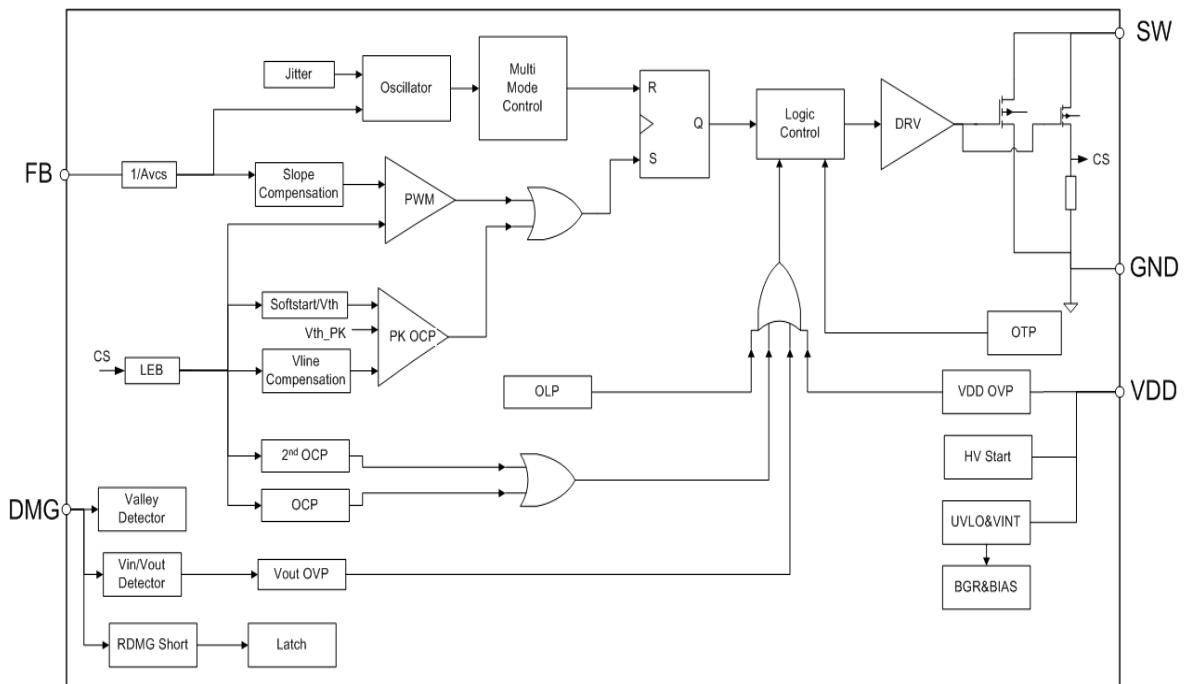 SW
Jitter
Oscillator
Multi
Mode
Control
R
Q
S
Logic
Control
DRV
CS
FB
1/Avcs
Slope
Compensation
PWM
GND
Softstart/Vth
Vth_PK
PK OCP
Vline
Compensation
CS
LEB
OTP
OLP
VDD OVP
VDD
HV Start
2nd OCP
OCP
DMG
Valley
Detector
UVLO&VINT
Vin/Vout
Detector
Vout OVP
BGR&BIAS
RDMG Short
Latch